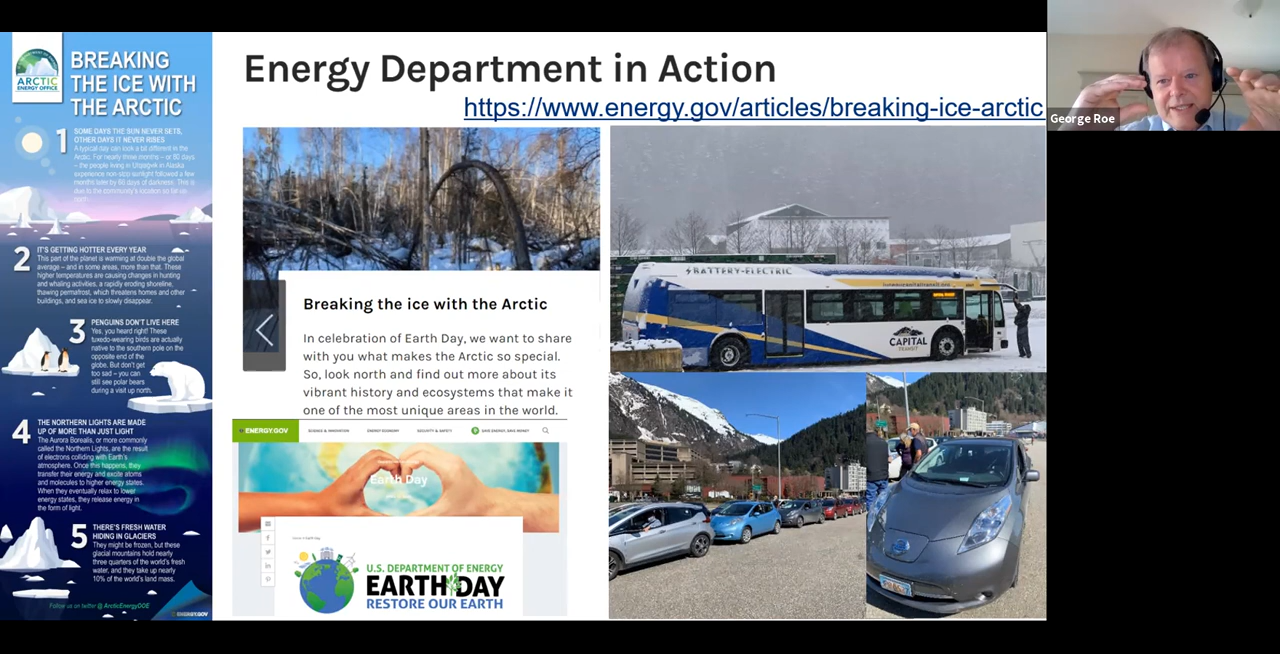 ARCTIC
ENERGY OFFICE
BREAKING
THE ICE WITH
THE ARCTIC
1
SOME DAYS THE SUN NEVER SETS,
OTHER DAYS IT NEVER RISES
A typical day can look a bit different in the
Arctic. For nearly three months – or 80 days
– the people living in Utqiagvik in Alaska
experience non-stop sunlight followed a few
months later by 65 days of darkness. This is
due to the community's location so far up
2
IT'S GETTING HOTTER EVERY YEAR
This part of the planet is warming at double the global
average – and in some areas, more than that. These
higher temperatures are causing changes in hunting
and whaling activities, a rapidly eroding shoreline,
thawing permafrost, which threatens homes and other
buildings, and sea ice to slowly disappear.
3
PENGUINS DON'T LIVE HERE
Yes, you heard right! These
tuxedo-wearing birds are actually
native to the southern pole on the
opposite end of the
globe. But don't get
too sad – you can
still see polar bears
during a visit up north.
4
THE NORTHERN LIGHTS ARE MADE
UP OF MORE THAN JUST LIGHT
The Aurora Borealis, or more commonly
called the Northern Lights, are the result
of electrons colliding with Earth's
atmosphere. Once this happens, they
transfer their energy and excite atoms
and molecules to higher energy states.
When they eventually relax to lower
energy states, they release energy in
the form of light.
5
THERE'S FRESH WATER
HIDING IN GLACIERS
They might be frozen, but these
glacial mountains hold nearly
three quarters of the world's fresh
water, and they take up nearly
10% of the world's land mass.
Follow us on twitter @ArcticEnergyDOE
ENERGY.GOV
Energy Department in Action
https://www.energy.gov/articles/breaking-ice-arctic
Breaking the ice with the Arctic
In celebration of Earth Day, we want to share
with you what makes the Arctic so special.
So, look north and find out more about its
vibrant history and ecosystems that make it
one of the most unique areas in the world.
ENERGY.GOV
SCIENCE & INNOVATION
ENERGY ECONOMY
SECURITY & SAFETY
SAVE ENERGY, SAVE MONEY
Earth Day
U.S. DEPARTMENT OF ENERGY
EARTH DAY
RESTORE OUR EARTH
BATTERY-ELECTRIC
juneaucapitaltransit.org
CAPITAL
TRANSIT
George Roe